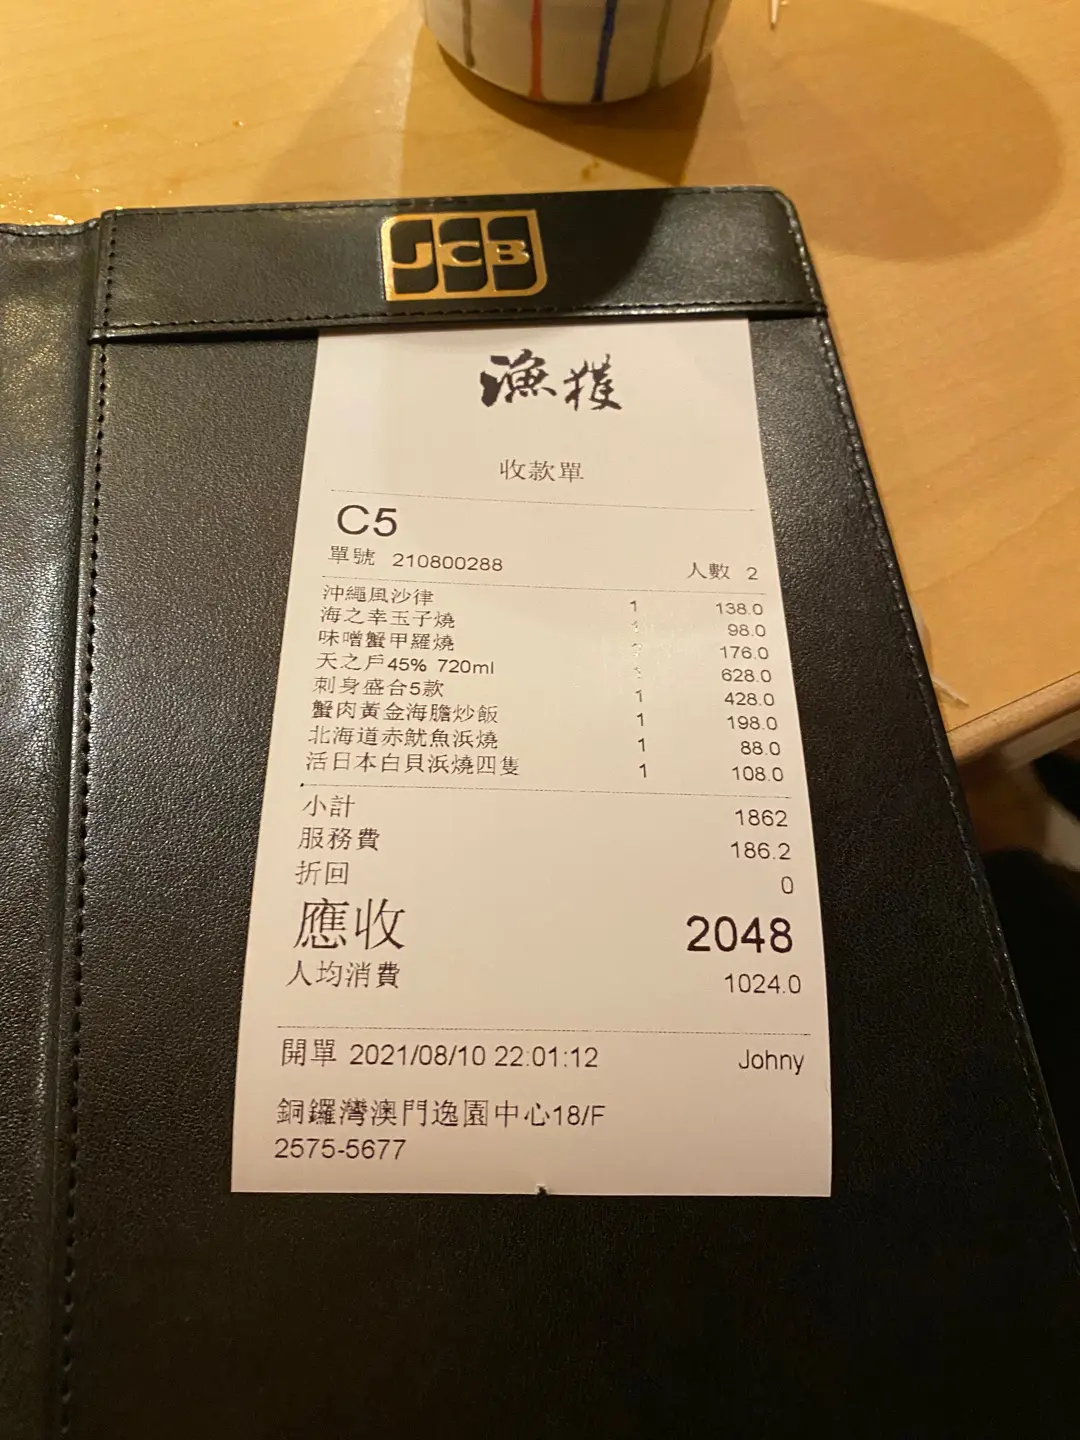 JCB
漁獲
收款單
C5
單號 210800288 人數 2
沖繩風沙律 1 138.0
海之幸玉子燒 1 98.0
味噌蟹甲羅燒 176.0
天之戶45% 720ml 1 628.0
刺身盛合5款 1 428.0
蟹肉黃金海膽炒飯 1 198.0
北海道赤魷魚浜燒 1 88.0
活日本白貝浜燒四隻 1 108.0
小計 1862
服務費 186.2
折回 0
應收 2048
人均消費 1024.0
開單 2021/08/10 22:01:12 Johny
銅鑼灣澳門逸園中心18/F
2575-5677